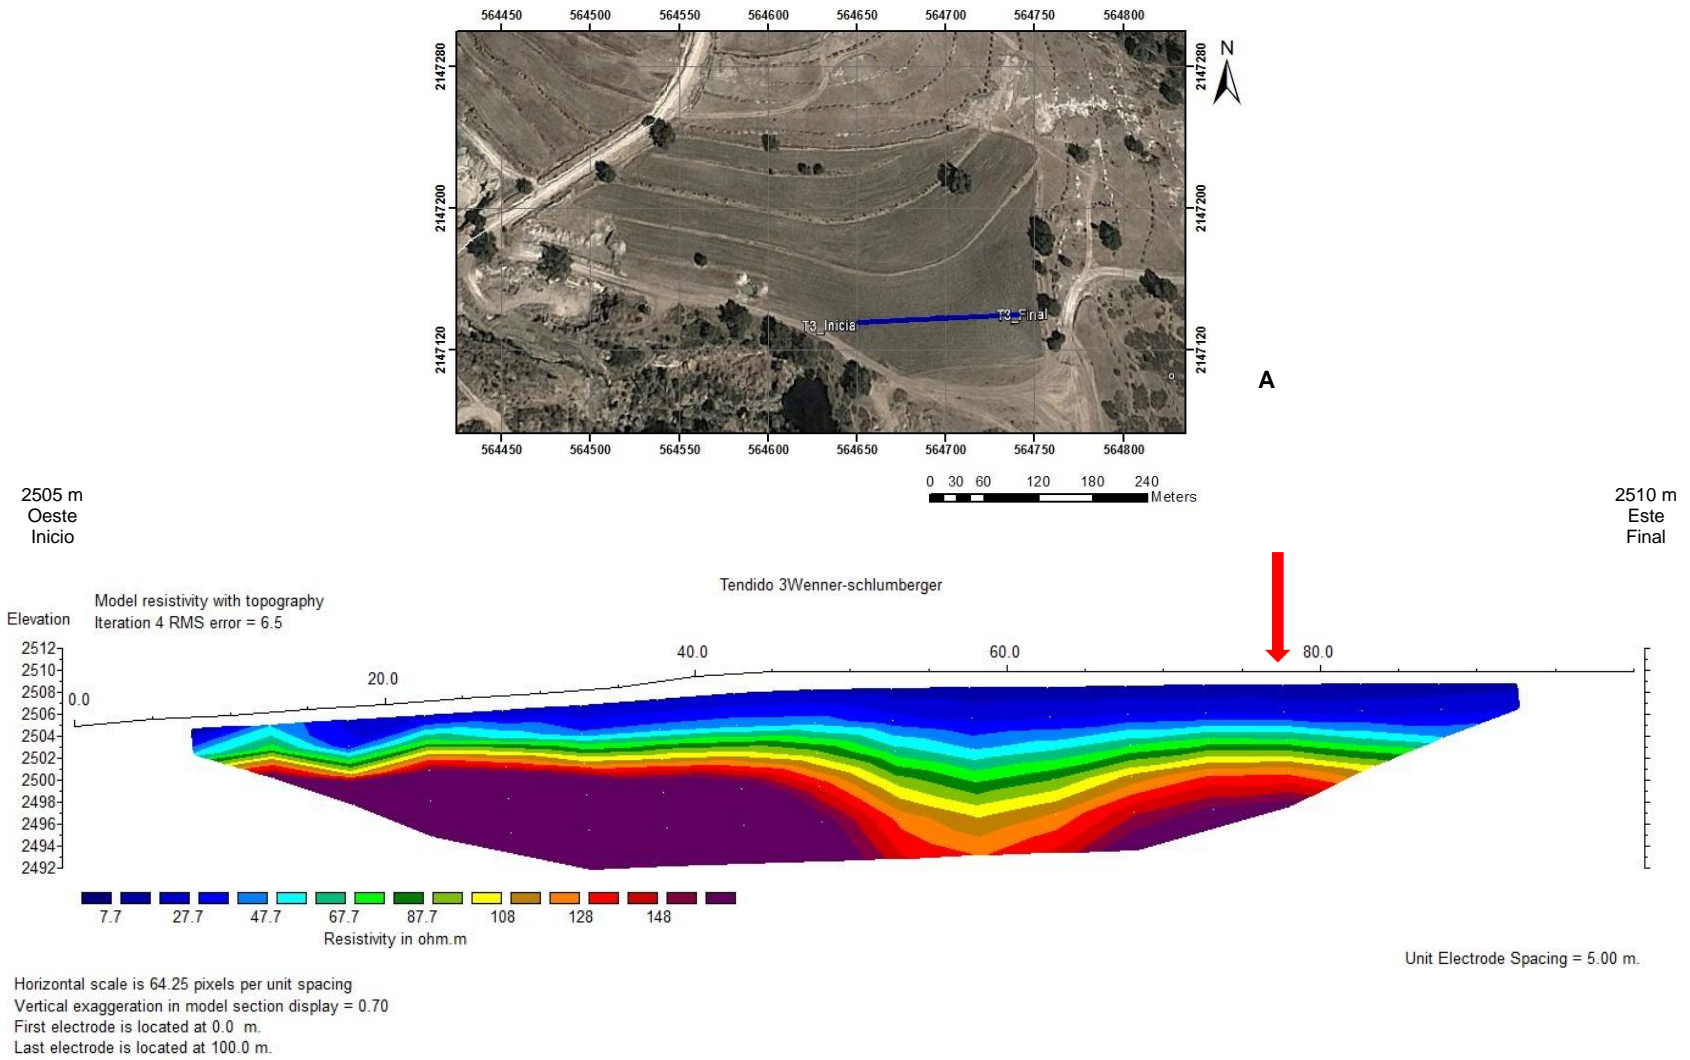 564450 564500 564550 564600 564650 564700 564750 564800
N
2147280 2147280
2147200 2147200
T3_Inicia T3_Final
2147120 2147120
A
564450 564500 564550 564600 564650 564700 564750 564800
0 30 60 120 180 240
Meters
2505 m
Oeste
Inicio
2510 m
Este
Final
Tendido 3Wenner-schlumberger
Model resistivity with topography
Elevation Iteration 4 RMS error = 6.5
2512
2510
2508
2506
2504
2502
2500
2498
2496
2494
2492
0.0 20.0 40.0 60.0 80.0
7.7 27.7 47.7 67.7 87.7 108 128 148
Resistivity in ohm.m
Unit Electrode Spacing = 5.00 m.
Horizontal scale is 64.25 pixels per unit spacing
Vertical exaggeration in model section display = 0.70
First electrode is located at 0.0 m.
Last electrode is located at 100.0 m.